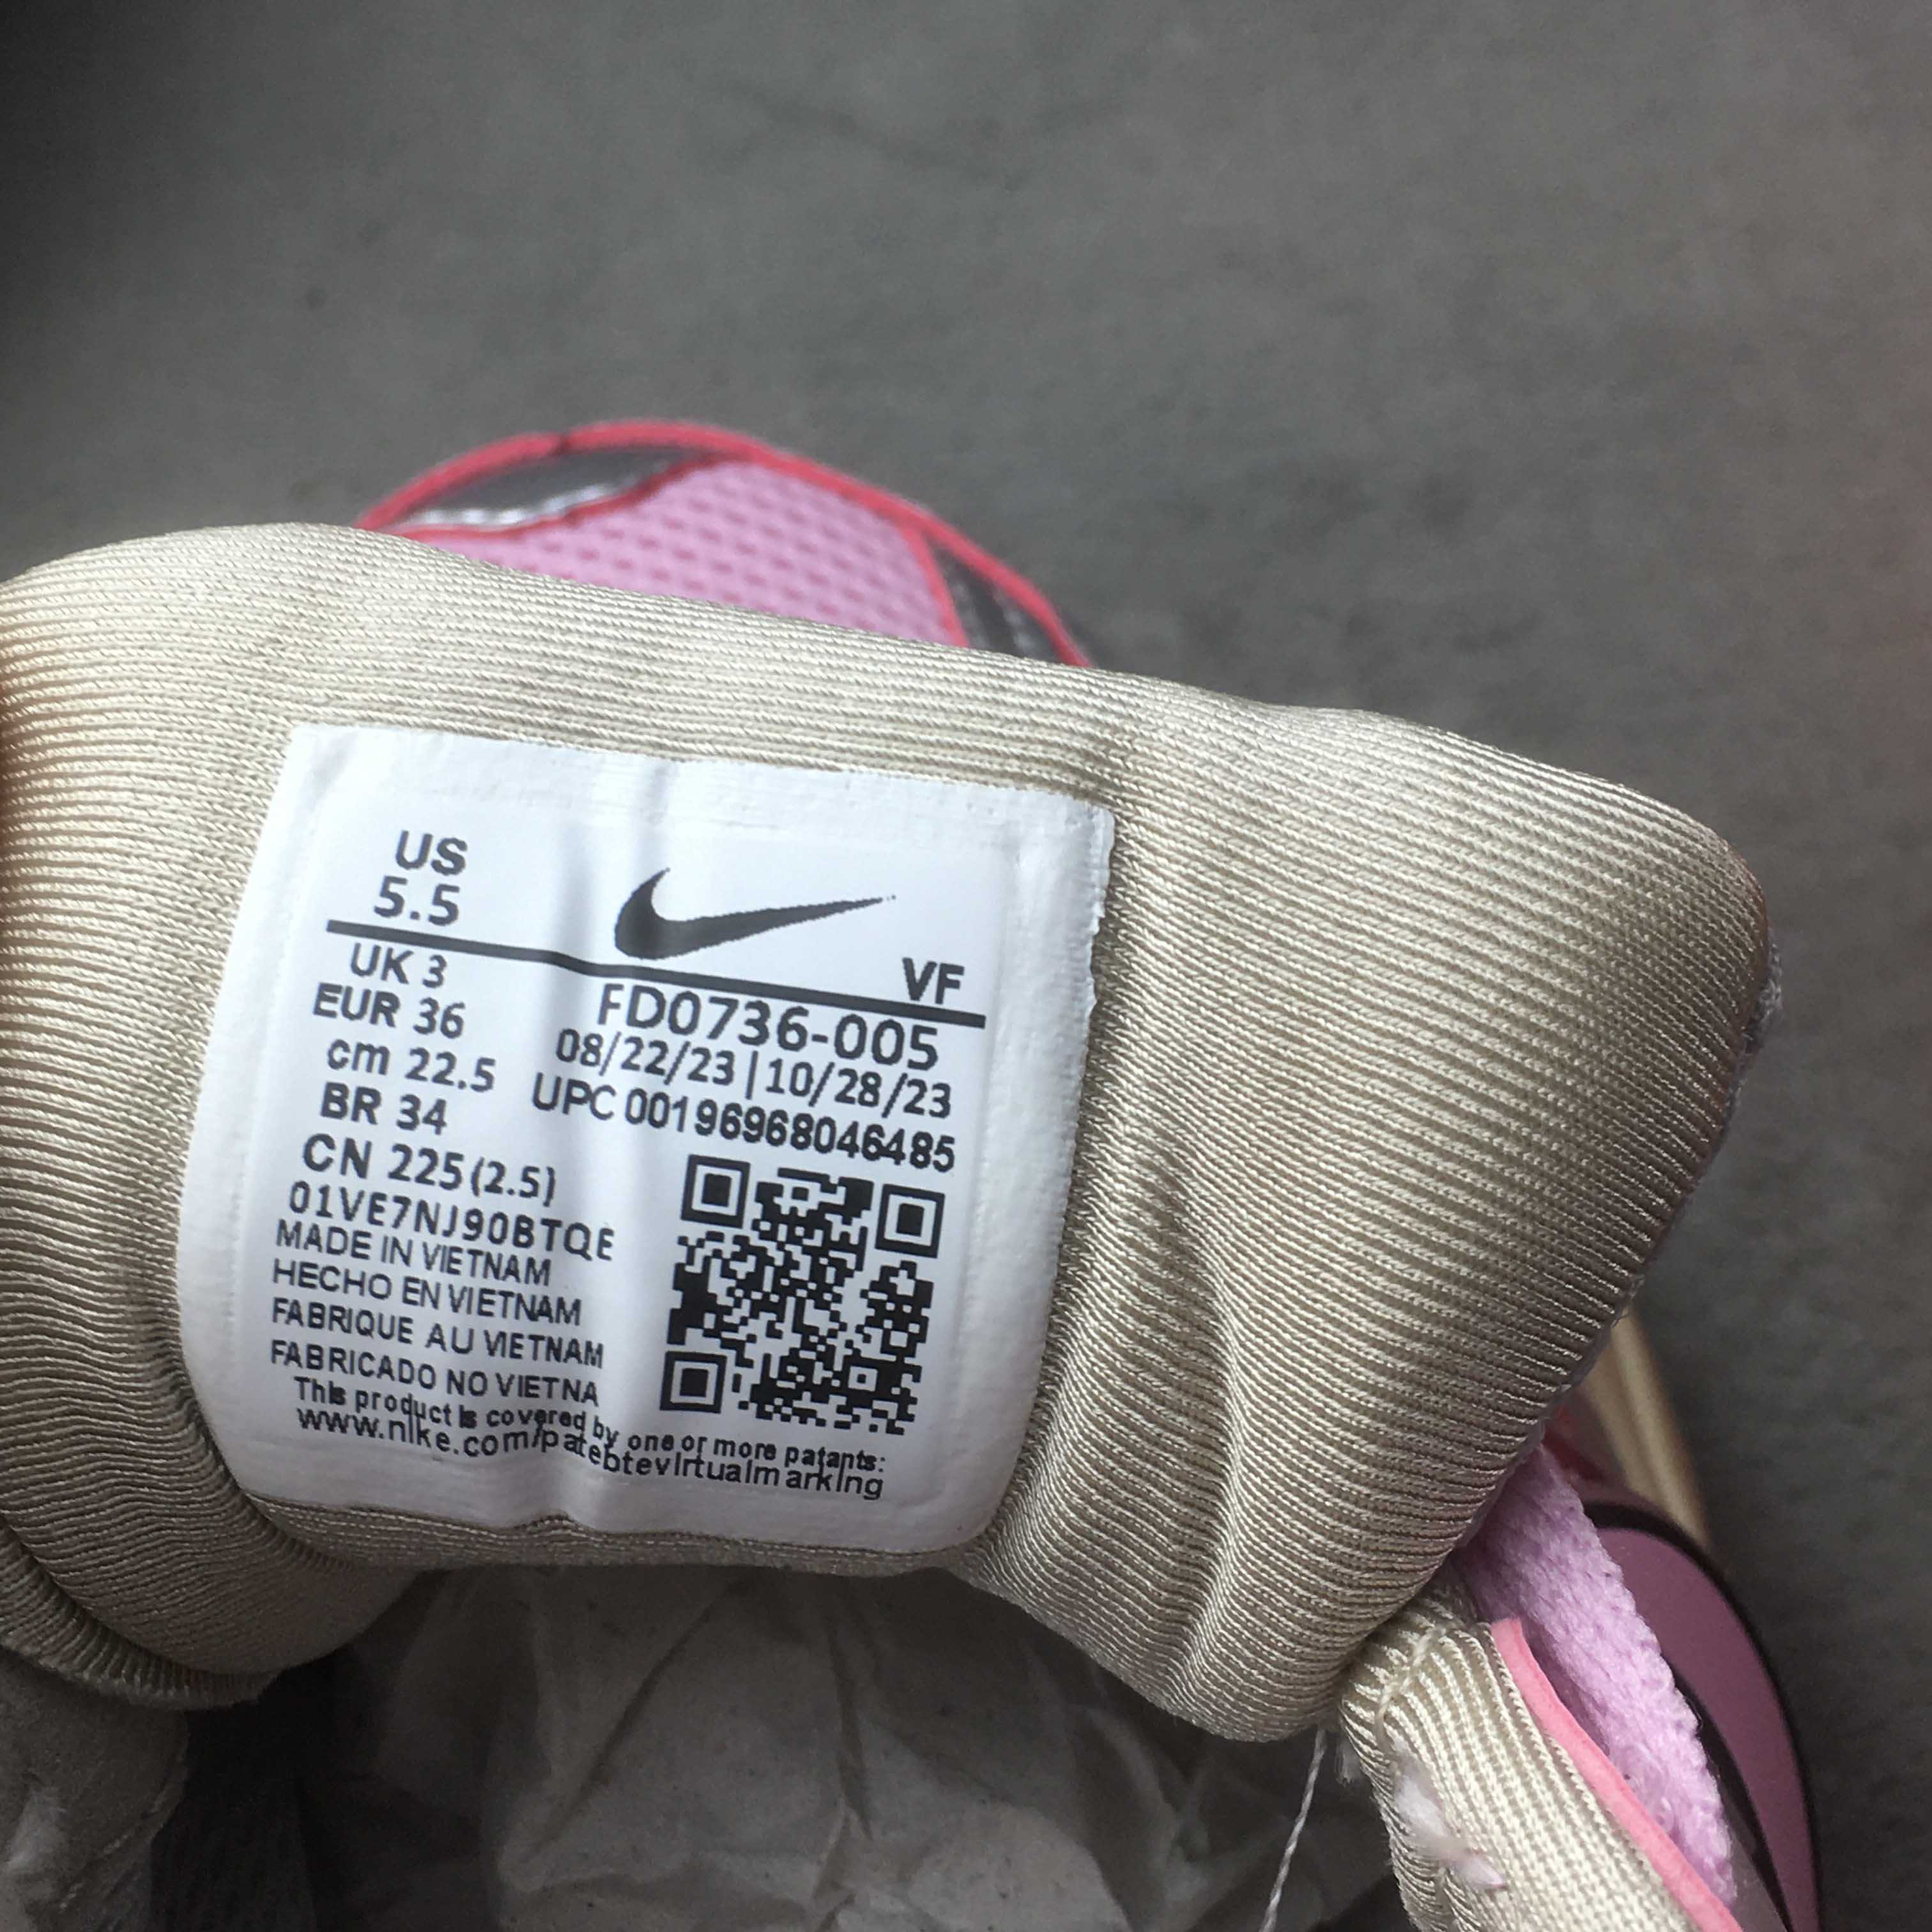 US
5.5
UK 3
EUR 36
cm 22.5
BR 34
CN 225(2.5)
VF
FD0736-005
08/22/23|10/28/23
UPC 00196968046485
01VE7NJ90BTQE
MADE IN VIETNAM
HECHO EN VIETNAM
FABRIQUE AU VIETNAM
FABRICADO NO VIETNA
This product is covered by one or more patants:
www.nike.com/patebtevirtualmarking